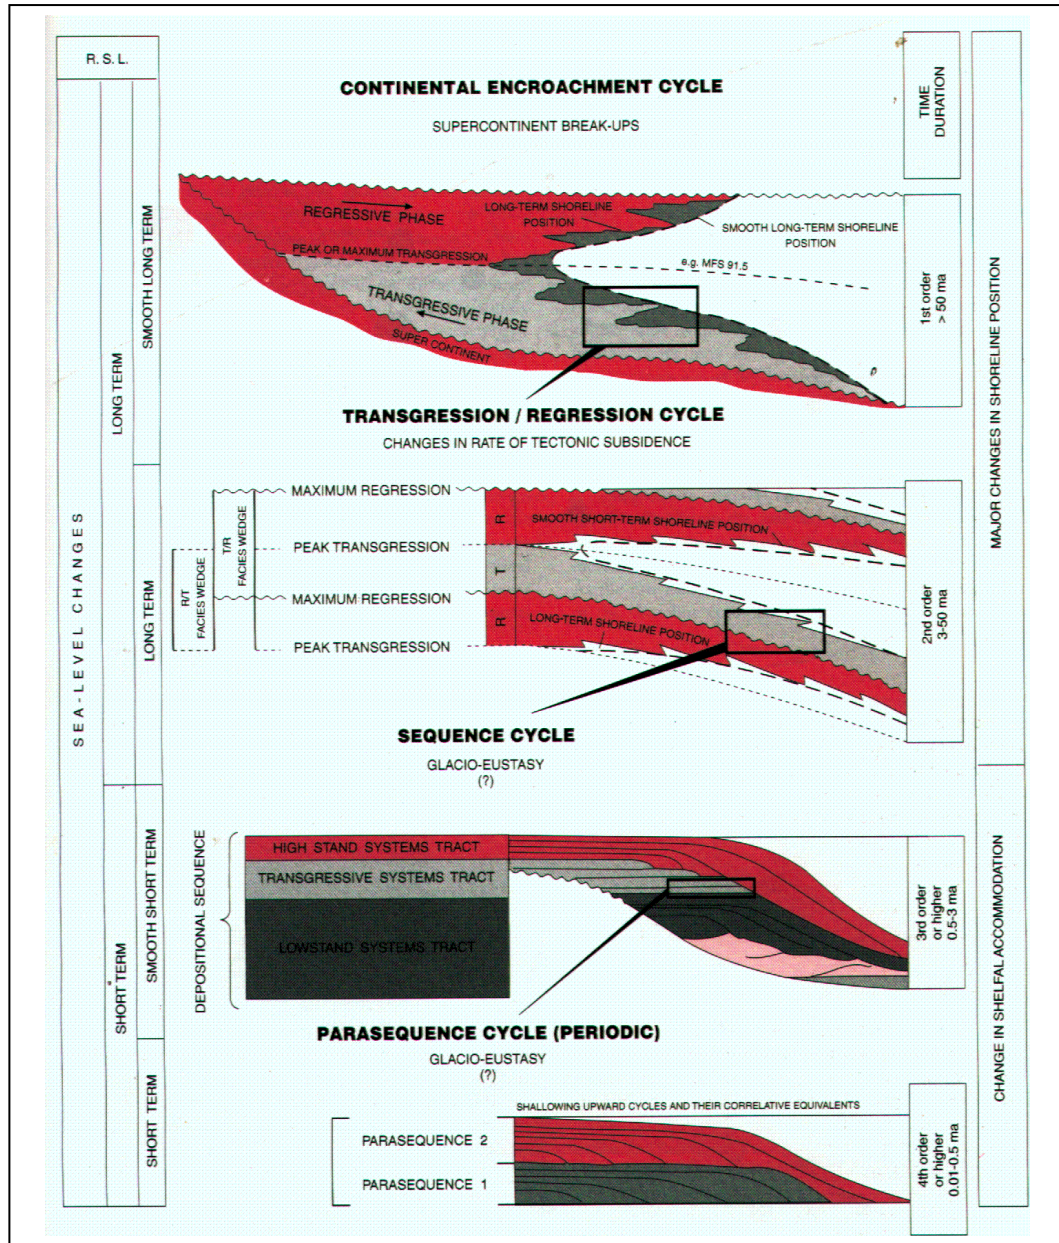 R. S. L.
CONTINENTAL ENCROACHMENT CYCLE
SUPERCONTINENT BREAK-UPS
TIME
DURATION
REGRESSIVE PHASE
LONG-TERM SHORELINE
POSITION
SMOOTH LONG-TERM SHORELINE
POSITION
PEAK OR MAXIMUM TRANSGRESSION
e.g. MFS 91.5
TRANSGRESSIVE PHASE
SUPER CONTINENT
1st order
> 50 ma
SMOOTH LONG TERM
LONG TERM
TRANSGRESSION / REGRESSION CYCLE
CHANGES IN RATE OF TECTONIC SUBSIDENCE
MAJOR CHANGES IN SHORELINE POSITION
MAXIMUM REGRESSION
PEAK TRANSGRESSION
MAXIMUM REGRESSION
PEAK TRANSGRESSION
R/T
FACIES WEDGE
T/R
FACIES WEDGE
R
T
R
SMOOTH SHORT-TERM SHORELINE POSITION
LONG-TERM SHORELINE POSITION
2nd order
3-50 ma
LONG TERM
SEA-LEVEL CHANGES
SEQUENCE CYCLE
GLACIO-EUSTASY
(?)
DEPOSITIONAL SEQUENCE
HIGH STAND SYSTEMS TRACT
TRANSGRESSIVE SYSTEMS TRACT
LOWSTAND SYSTEMS TRACT
3rd order
or higher
0.5-3 ma
SMOOTH SHORT TERM
SHORT TERM
CHANGE IN SHELFAL ACCOMMODATION
PARASEQUENCE CYCLE (PERIODIC)
GLACIO-EUSTASY
(?)
SHALLOWING UPWARD CYCLES AND THEIR CORRELATIVE EQUIVALENTS
PARASEQUENCE 2
PARASEQUENCE 1
4th order
or higher
0.01-0.5 ma
SHORT TERM